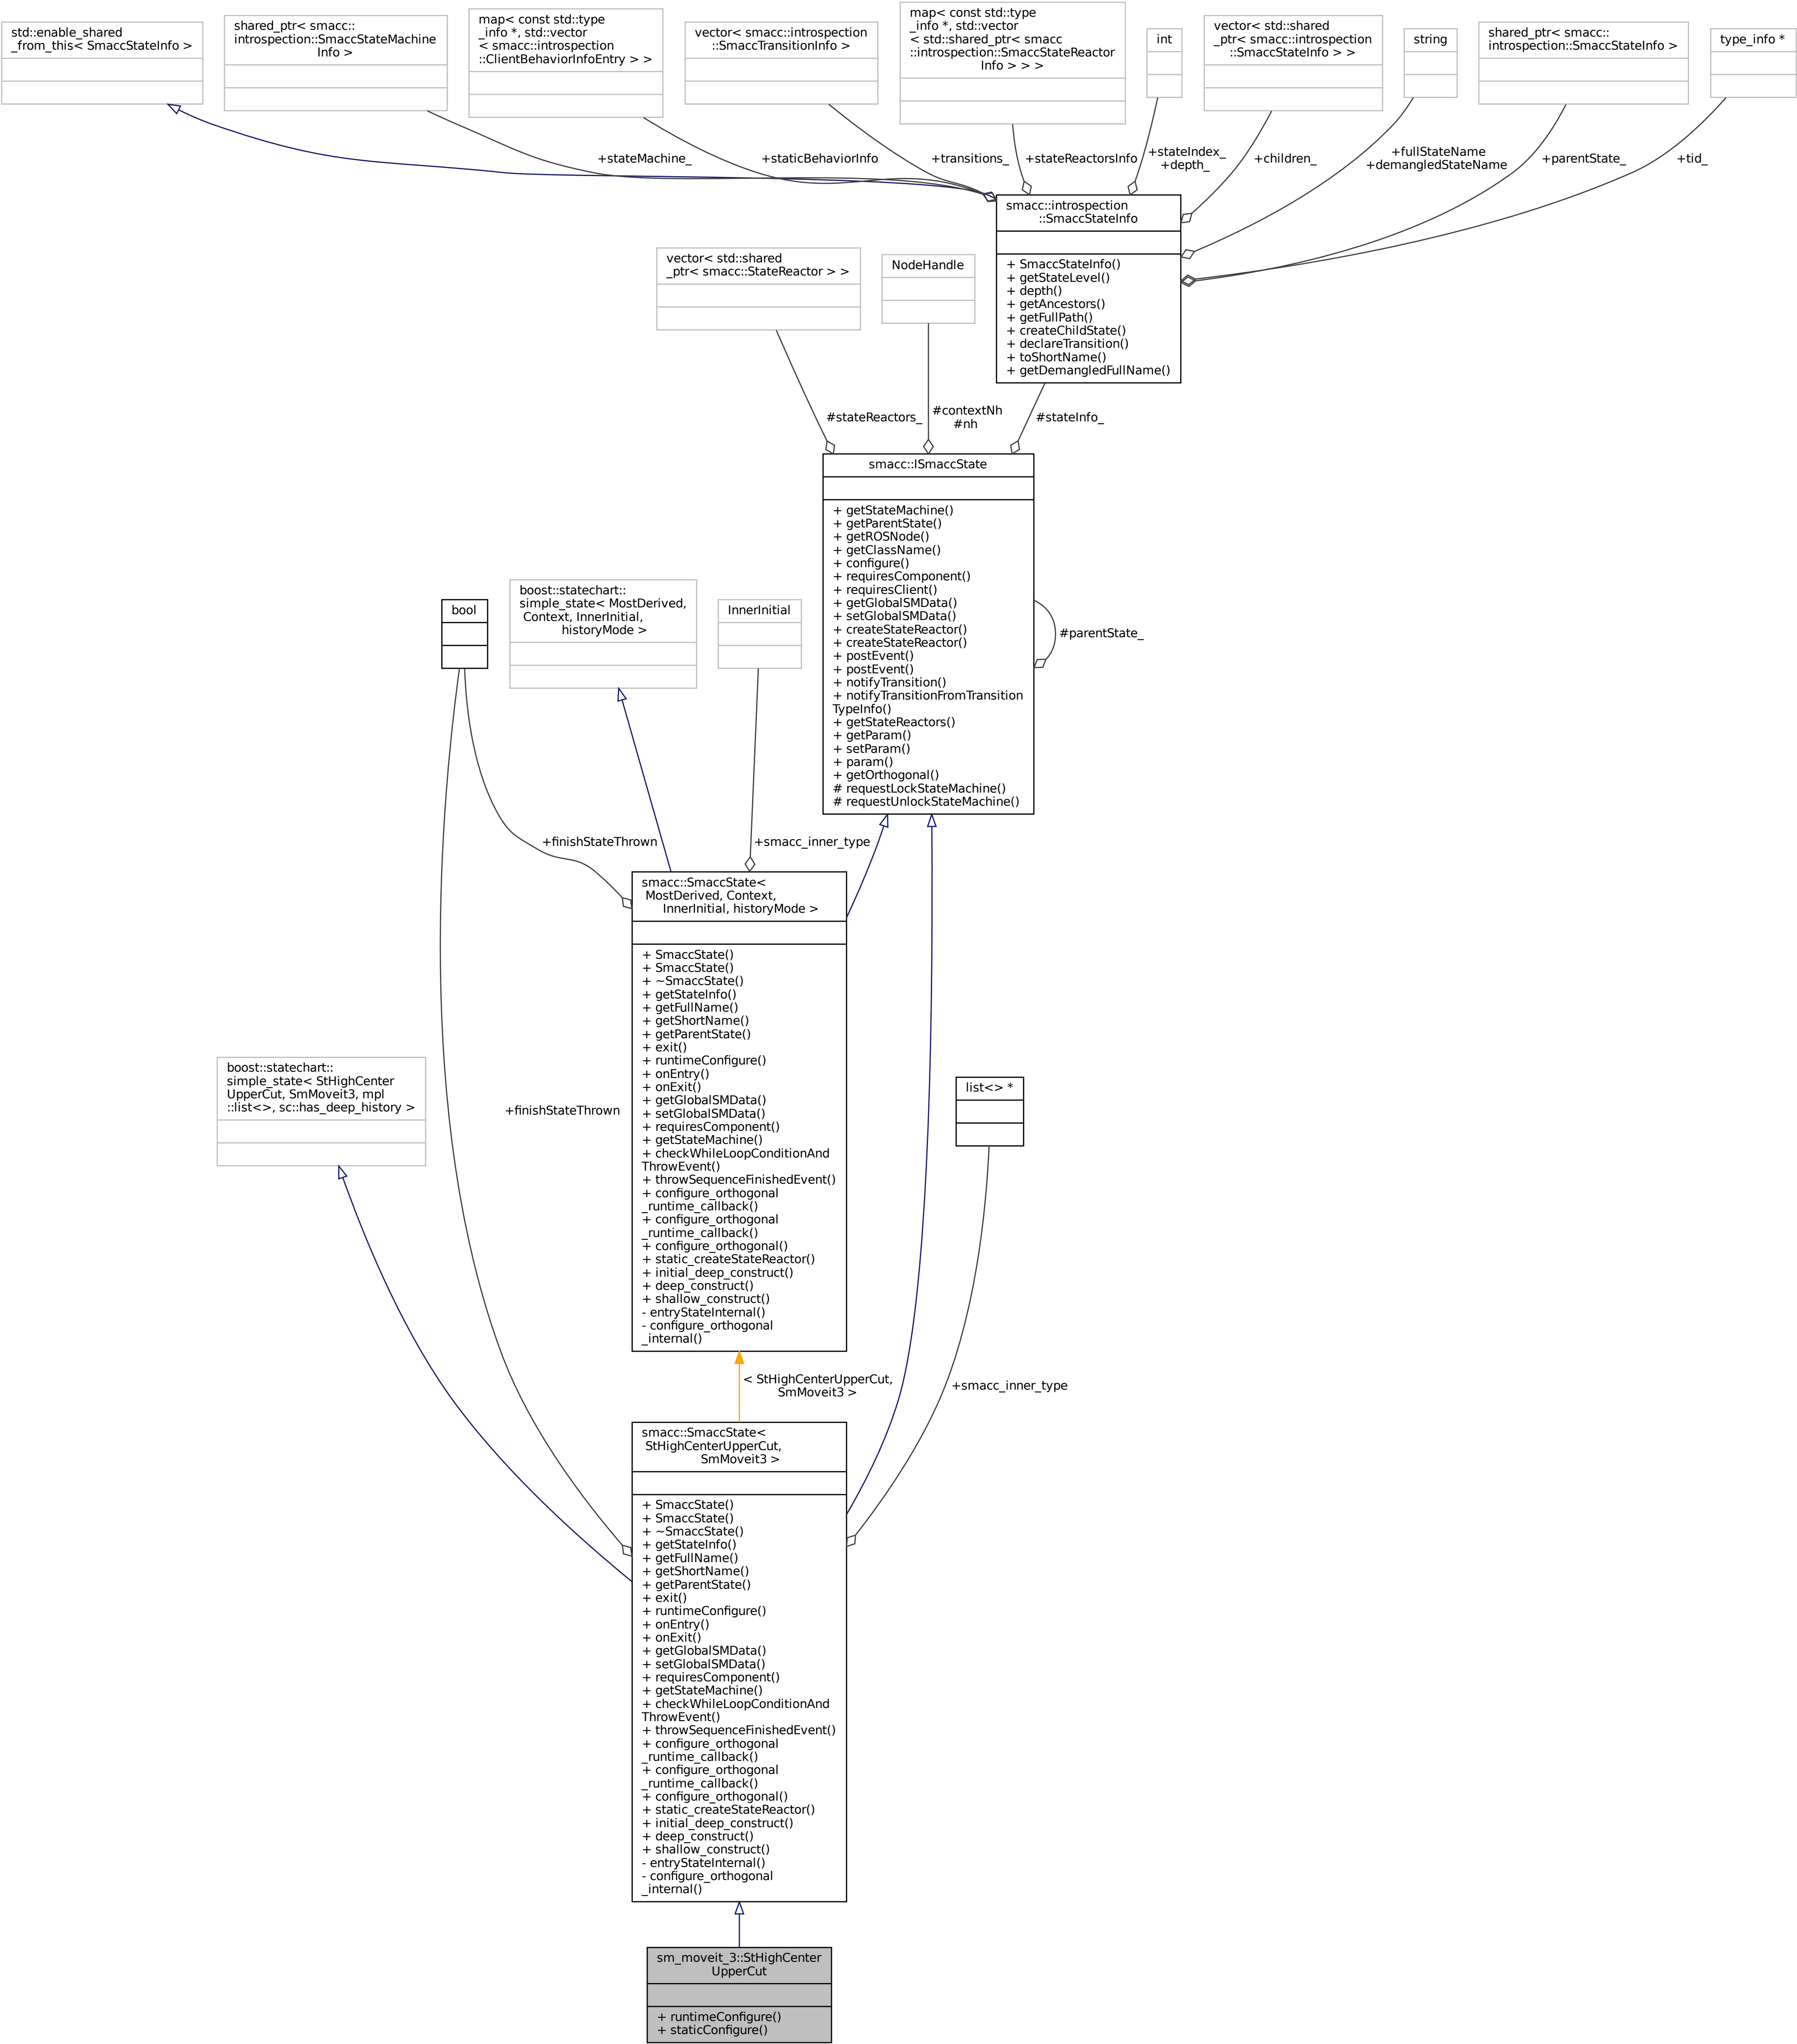 std::enable_shared
_from_this< SmaccStateInfo >
shared_ptr< smacc::
introspection::SmaccStateMachine
Info >
map< const std::type
_info *, std::vector
< smacc::introspection
::ClientBehaviorInfoEntry > >
vector< smacc::introspection
::SmaccTransitionInfo >
map< const std::type
_info *, std::vector
< std::shared_ptr< smacc
::introspection::SmaccStateReactor
Info > > >
int
vector< std::shared
_ptr< smacc::introspection
::SmaccStateInfo > >
string
shared_ptr< smacc::
introspection::SmaccStateInfo >
type_info *
+stateMachine_
+staticBehaviorInfo
+transitions_
+stateReactorsInfo
+stateIndex_
+depth_
+children_
+fullStateName
+demangledStateName
+parentState_
+tid_
smacc::introspection
::SmaccStateInfo
+ SmaccStateInfo()
+ getStateLevel()
+ depth()
+ getAncestors()
+ getFullPath()
+ createChildState()
+ declareTransition()
+ toShortName()
+ getDemangledFullName()
vector< std::shared
_ptr< smacc::StateReactor > >
NodeHandle
#stateReactors_
#contextNh
#nh
#stateInfo_
smacc::ISmaccState
+ getStateMachine()
+ getParentState()
+ getROSNode()
+ getClassName()
+ configure()
+ requiresComponent()
+ requiresClient()
+ getGlobalSMData()
+ setGlobalSMData()
+ createStateReactor()
+ createStateReactor()
+ postEvent()
+ postEvent()
+ notifyTransition()
+ notifyTransitionFromTransition
TypeInfo()
+ getStateReactors()
+ getParam()
+ setParam()
+ param()
+ getOrthogonal()
# requestLockStateMachine()
# requestUnlockStateMachine()
#parentState_
bool
boost::statechart::
simple_state< MostDerived,
Context, InnerInitial,
historyMode >
InnerInitial
+finishStateThrown
+smacc_inner_type
smacc::SmaccState<
MostDerived, Context,
InnerInitial, historyMode >
+ SmaccState()
+ SmaccState()
+ ~SmaccState()
+ getStateInfo()
+ getFullName()
+ getShortName()
+ getParentState()
+ exit()
+ runtimeConfigure()
+ onEntry()
+ onExit()
+ getGlobalSMData()
+ setGlobalSMData()
+ requiresComponent()
+ getStateMachine()
+ checkWhileLoopConditionAnd
ThrowEvent()
+ throwSequenceFinishedEvent()
+ configure_orthogonal
_runtime_callback()
+ configure_orthogonal
_runtime_callback()
+ configure_orthogonal()
+ static_createStateReactor()
+ initial_deep_construct()
+ deep_construct()
+ shallow_construct()
- entryStateInternal()
- configure_orthogonal
_internal()
boost::statechart::
simple_state< StHighCenter
UpperCut, SmMoveit3, mpl
::list<>, sc::has_deep_history >
+finishStateThrown
list<> *
< StHighCenterUpperCut,
SmMoveit3 >
+smacc_inner_type
smacc::SmaccState<
StHighCenterUpperCut,
SmMoveit3 >
+ SmaccState()
+ SmaccState()
+ ~SmaccState()
+ getStateInfo()
+ getFullName()
+ getShortName()
+ getParentState()
+ exit()
+ runtimeConfigure()
+ onEntry()
+ onExit()
+ getGlobalSMData()
+ setGlobalSMData()
+ requiresComponent()
+ getStateMachine()
+ checkWhileLoopConditionAnd
ThrowEvent()
+ throwSequenceFinishedEvent()
+ configure_orthogonal
_runtime_callback()
+ configure_orthogonal
_runtime_callback()
+ configure_orthogonal()
+ static_createStateReactor()
+ initial_deep_construct()
+ deep_construct()
+ shallow_construct()
- entryStateInternal()
- configure_orthogonal
_internal()
sm_moveit_3::StHighCenter
UpperCut
+ runtimeConfigure()
+ staticConfigure()